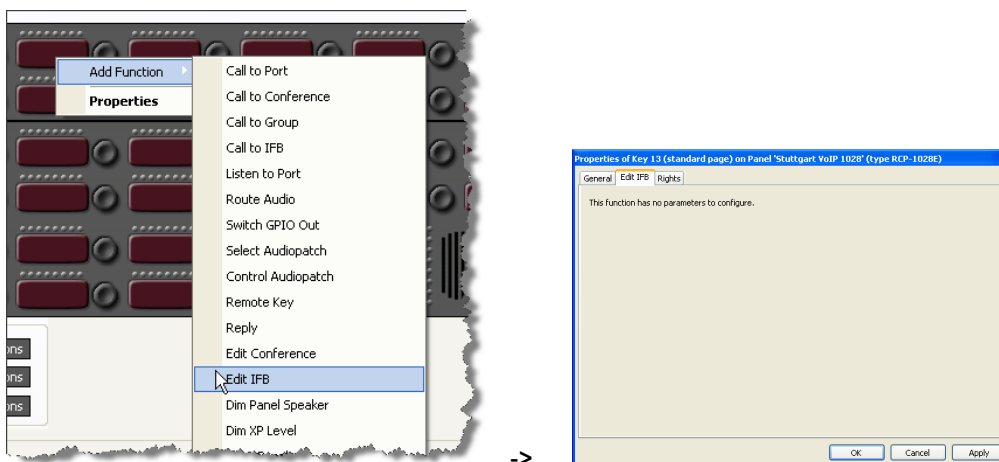 Add Function
Properties
Call to Port
Call to Conference
Call to Group
Call to IFB
Listen to Port
Route Audio
Switch GPIO Out
Select Audiopatch
Control Audiopatch
Remote Key
Reply
Edit Conference
Edit IFB
Dim Panel Speaker
Dim XP Level
ons
ons
ons
->
Properties of Key 13 (standard page) on Panel 'Stuttgart VoIP 1028' (type RCP-1028E)
General Edit IFB Rights
This function has no parameters to configure.
OK Cancel Apply